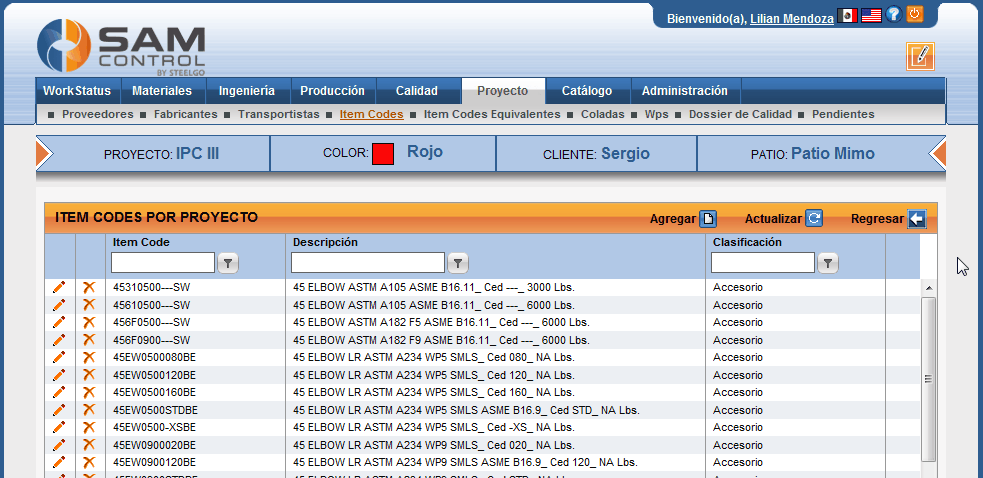 Bienvenido(a), Lilian Mendoza
SAM
CONTROL
BY STEELGO
WorkStatus Materiales Ingeniería Producción Calidad Proyecto Catálogo Administración
Proveedores Fabricantes Transportistas Item Codes Item Codes Equivalentes Coladas Wps Dossier de Calidad Pendientes
PROYECTO: IPC III COLOR: Rojo CLIENTE: Sergio PATIO: Patio Mimo
ITEM CODES POR PROYECTO Agregar Actualizar Regresar
Item Code Descripción Clasificación
45310500---SW 45 ELBOW ASTM A105 ASME B16.11_ Ced ---_ 3000 Lbs. Accesorio
45610500---SW 45 ELBOW ASTM A105 ASME B16.11_ Ced ---_ 6000 Lbs. Accesorio
456F0500---SW 45 ELBOW ASTM A182 F5 ASME B16.11_ Ced ---_ 6000 Lbs. Accesorio
456F0900---SW 45 ELBOW ASTM A182 F9 ASME B16.11_ Ced ---_ 6000 Lbs. Accesorio
45EW0500080BE 45 ELBOW LR ASTM A234 WP5 SMLS_ Ced 080_ NA Lbs. Accesorio
45EW0500120BE 45 ELBOW LR ASTM A234 WP5 SMLS_ Ced 120_ NA Lbs. Accesorio
45EW0500160BE 45 ELBOW LR ASTM A234 WP5 SMLS_ Ced 160_ NA Lbs. Accesorio
45EW0500STDBE 45 ELBOW LR ASTM A234 WP5 SMLS ASME B16.9_ Ced STD_ NA Lbs. Accesorio
45EW0500-XSBE 45 ELBOW LR ASTM A234 WP5 SMLS_ Ced -XS_ NA Lbs. Accesorio
45EW0900020BE 45 ELBOW LR ASTM A234 WP9 SMLS_ Ced 020_ NA Lbs. Accesorio
45EW0900120BE 45 ELBOW LR ASTM A234 WP9 SMLS ASME B16.9_ Ced 120_ NA Lbs. Accesorio